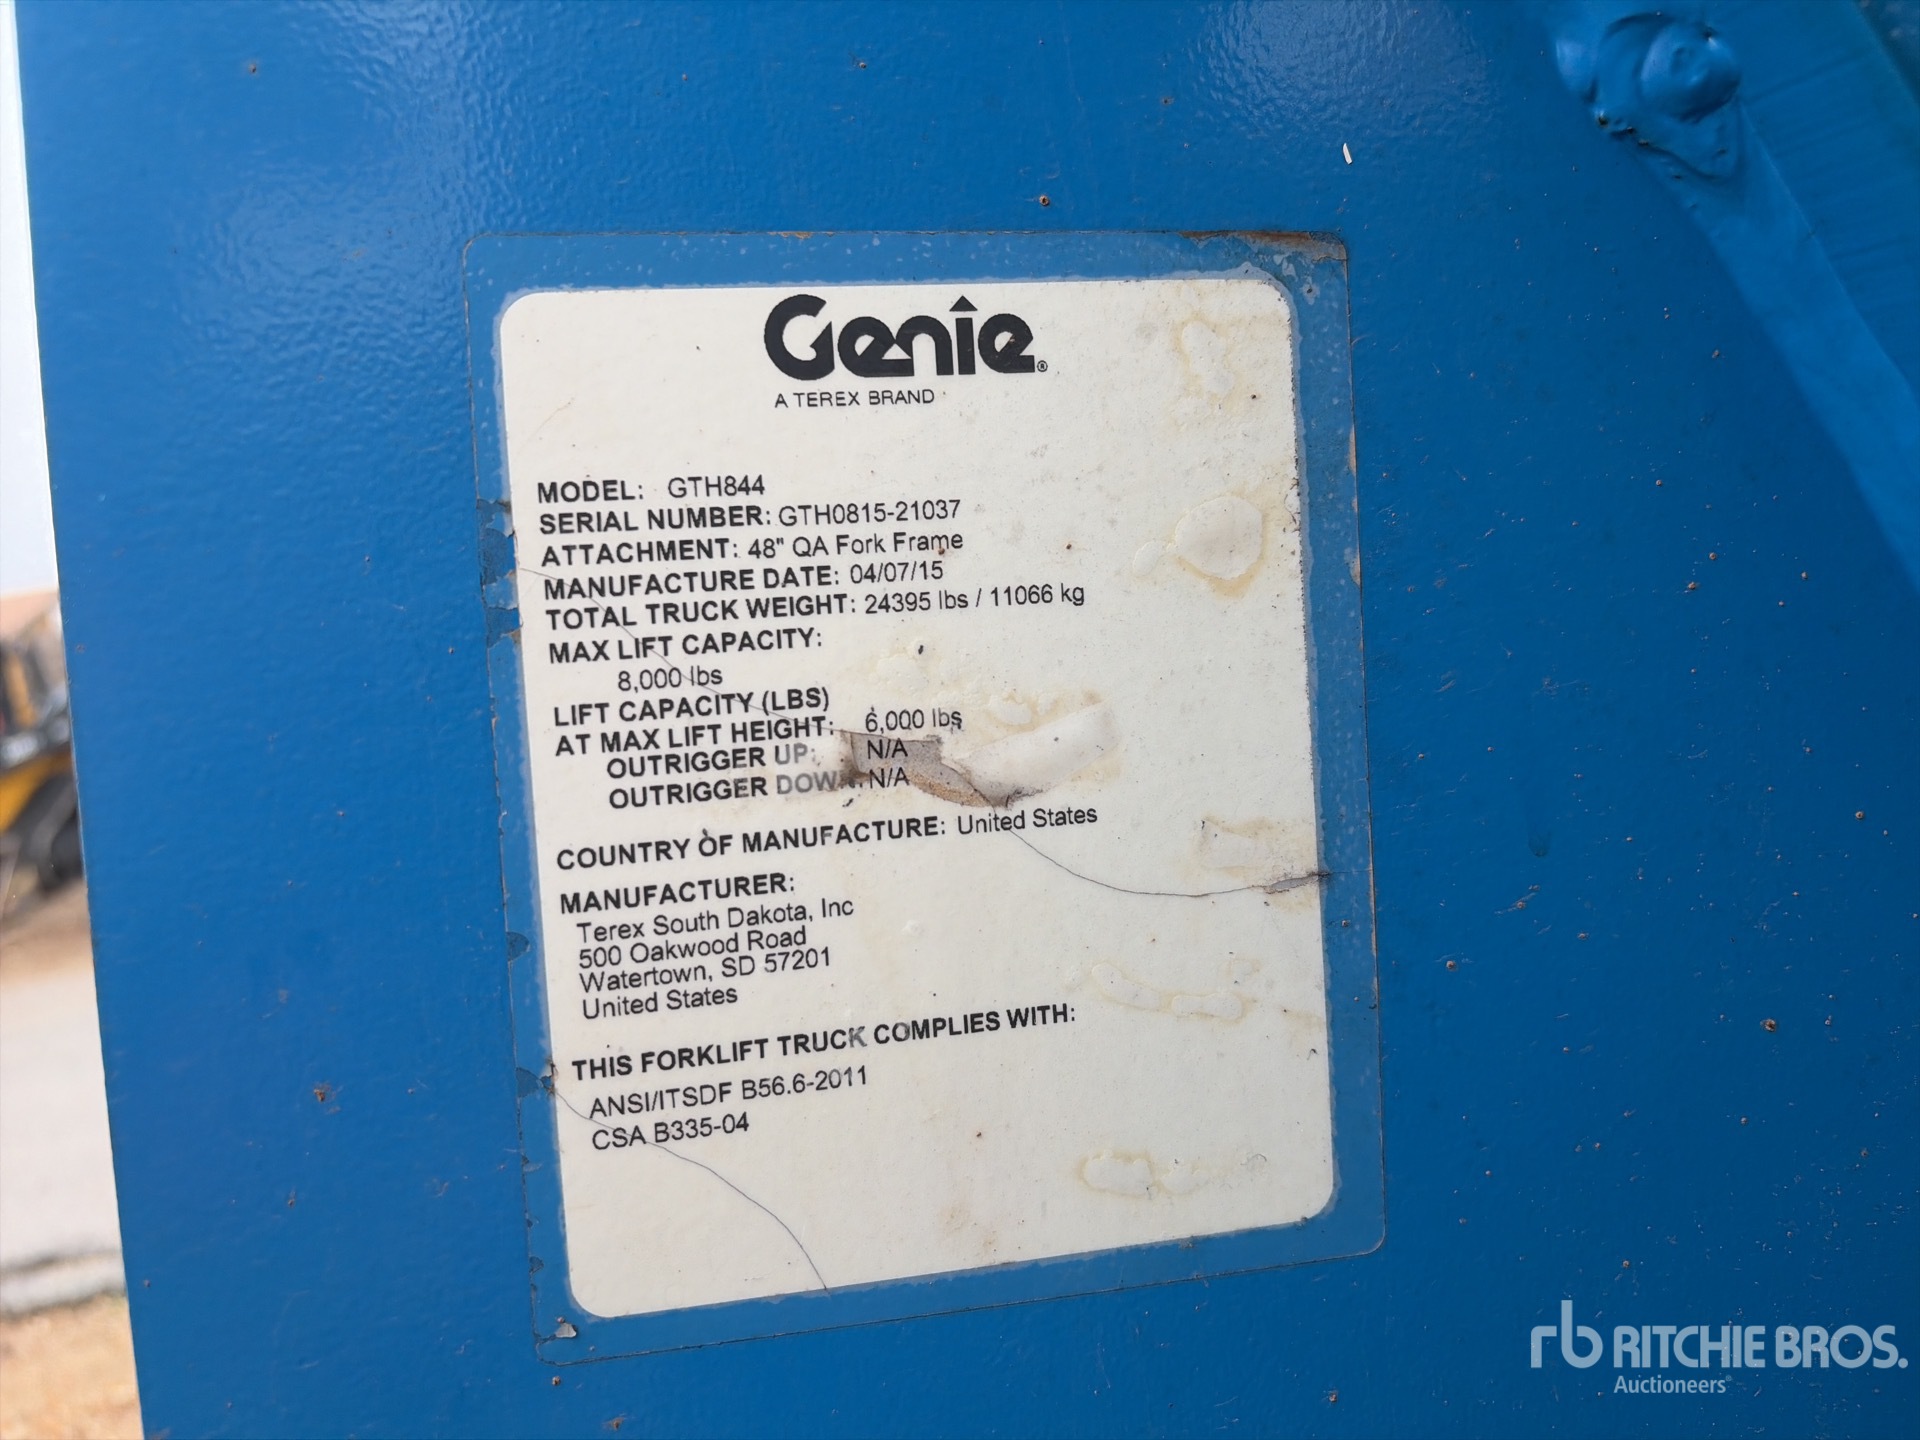 Genie®
A TEREX BRAND
MODEL: GTH844
SERIAL NUMBER: GTH0815-21037
ATTACHMENT: 48" QA Fork Frame
MANUFACTURE DATE: 04/07/15
TOTAL TRUCK WEIGHT: 24395 lbs / 11066 kg
MAX LIFT CAPACITY:
8,000 lbs
LIFT CAPACITY (LBS)
AT MAX LIFT HEIGHT: 6,000 lbs
OUTRIGGER UP: N/A
OUTRIGGER DOWN: N/A
COUNTRY OF MANUFACTURE: United States
MANUFACTURER:
Terex South Dakota, Inc
500 Oakwood Road
Watertown, SD 57201
United States
THIS FORKLIFT TRUCK COMPLIES WITH:
ANSI/ITSDF B56.6-2011
CSA B335-04
rb RITCHIE BROS.
Auctioneers